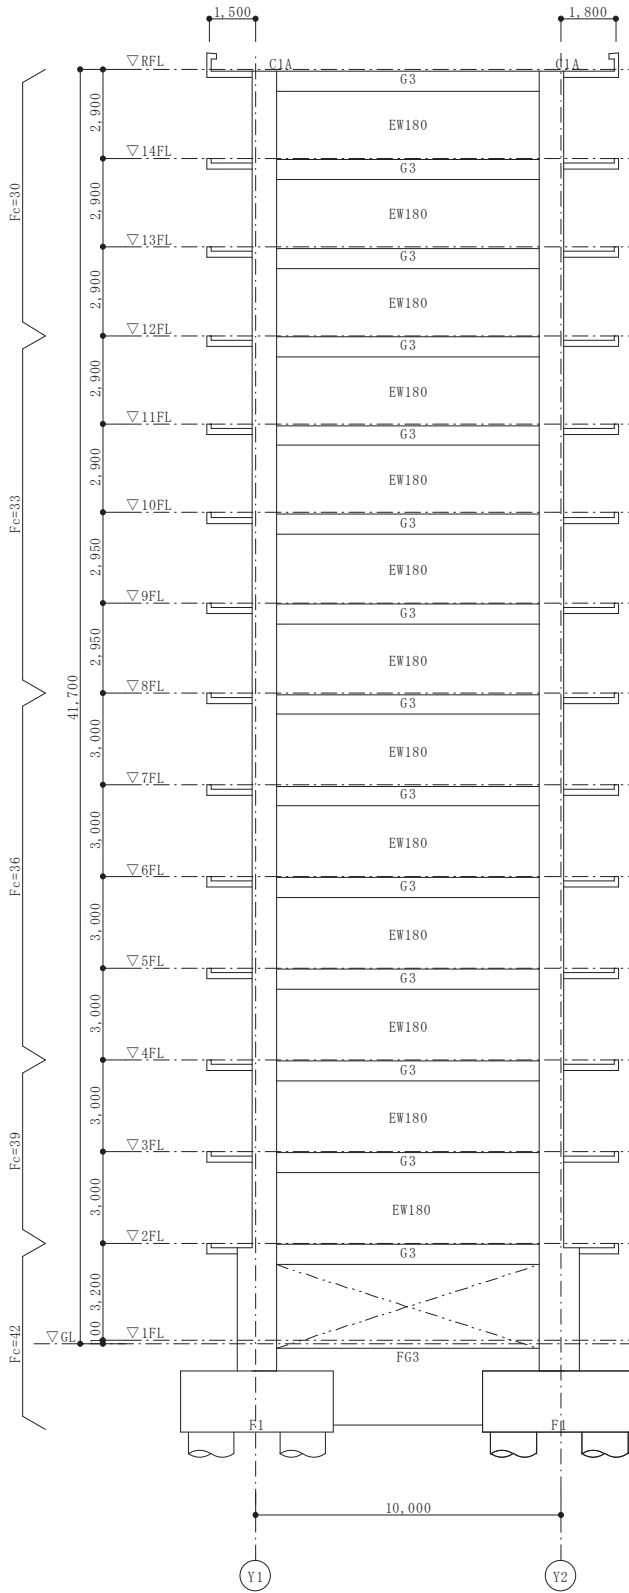 1,500
1,800
▽RFL
C1A
C1A
G3
2,900
EW180
▽14FL
G3
2,900
EW180
Fc=30
▽13FL
G3
2,900
EW180
▽12FL
G3
2,900
EW180
▽11FL
G3
2,900
EW180
▽10FL
G3
Fc=33
2,950
EW180
▽9FL
G3
2,950
EW180
▽8FL
G3
41,700
3,000
EW180
▽7FL
G3
3,000
EW180
▽6FL
G3
Fc=36
3,000
EW180
▽5FL
G3
3,000
EW180
▽4FL
G3
3,000
EW180
Fc=39
▽3FL
G3
3,000
EW180
▽2FL
G3
3,200
▽1FL
▽GL
100
Fc=42
FG3
F1
F1
10,000
Y1
Y2